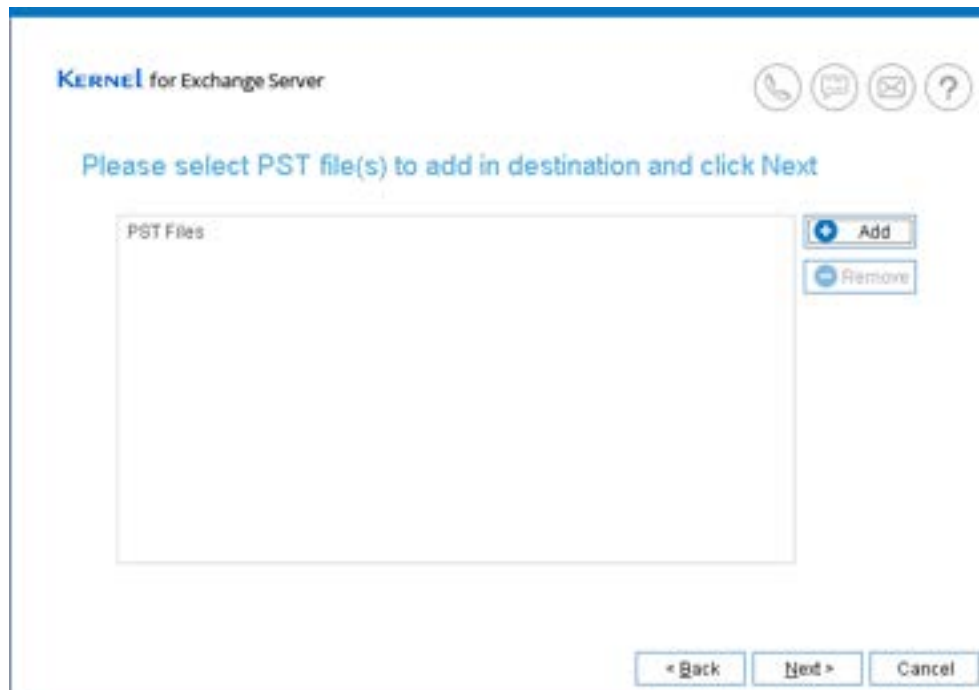 KERNEL for Exchange Server
?
Please select PST file(s) to add in destination and click Next
PST Files
Add
Remove
< Back
Next >
Cancel